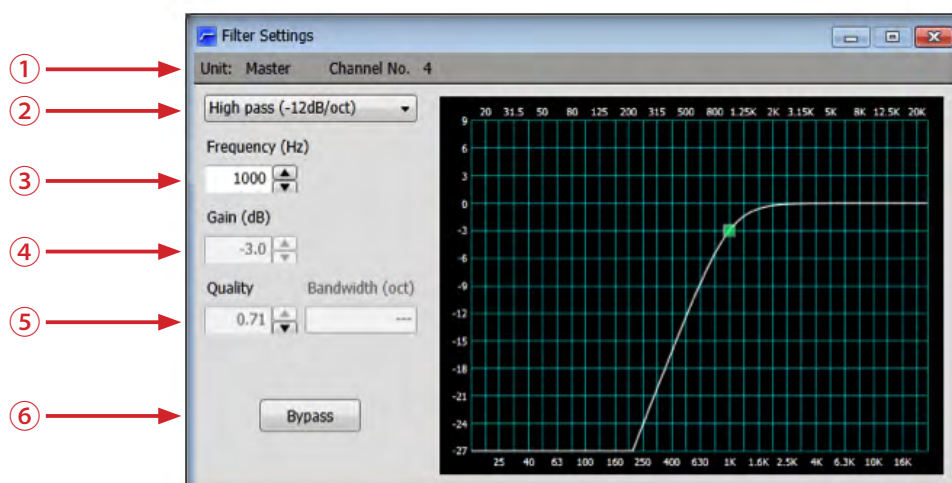 Filter Settings
① Unit: Master Channel No. 4
② High pass (-12dB/oct)
Frequency (Hz)
③ 1000
Gain (dB)
④ -3.0
Quality Bandwidth (oct)
⑤ 0.71 ---
⑥ Bypass
20 31.5 50 80 125 200 315 500 800 1.25K 2K 3.15K 5K 8K 12.5K 20K
9
6
3
0
-3
-6
-9
-12
-15
-18
-21
-24
-27
25 40 63 100 160 250 400 630 1K 1.6K 2.5K 4K 6.3K 10K 16K